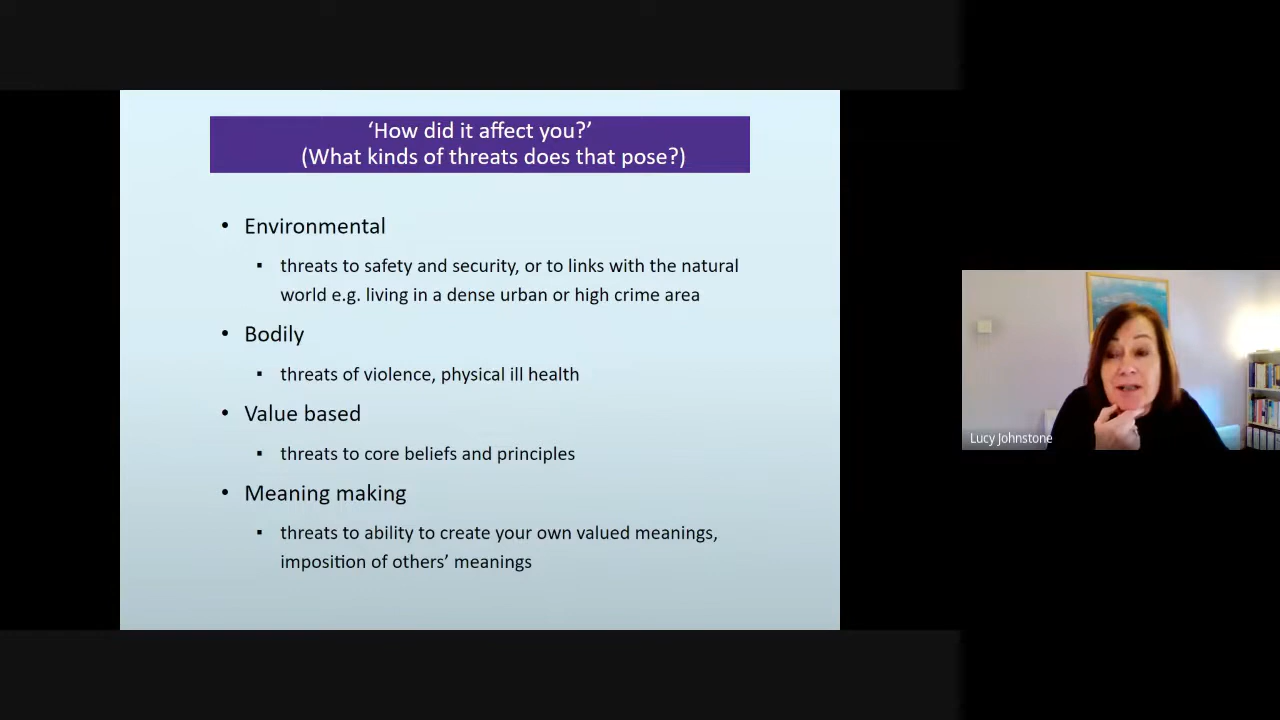 ‘How did it affect you?’
(What kinds of threats does that pose?)
• Environmental
▪ threats to safety and security, or to links with the natural
world e.g. living in a dense urban or high crime area
• Bodily
▪ threats of violence, physical ill health
• Value based
▪ threats to core beliefs and principles
• Meaning making
▪ threats to ability to create your own valued meanings,
imposition of others’ meanings
Lucy Johnstone